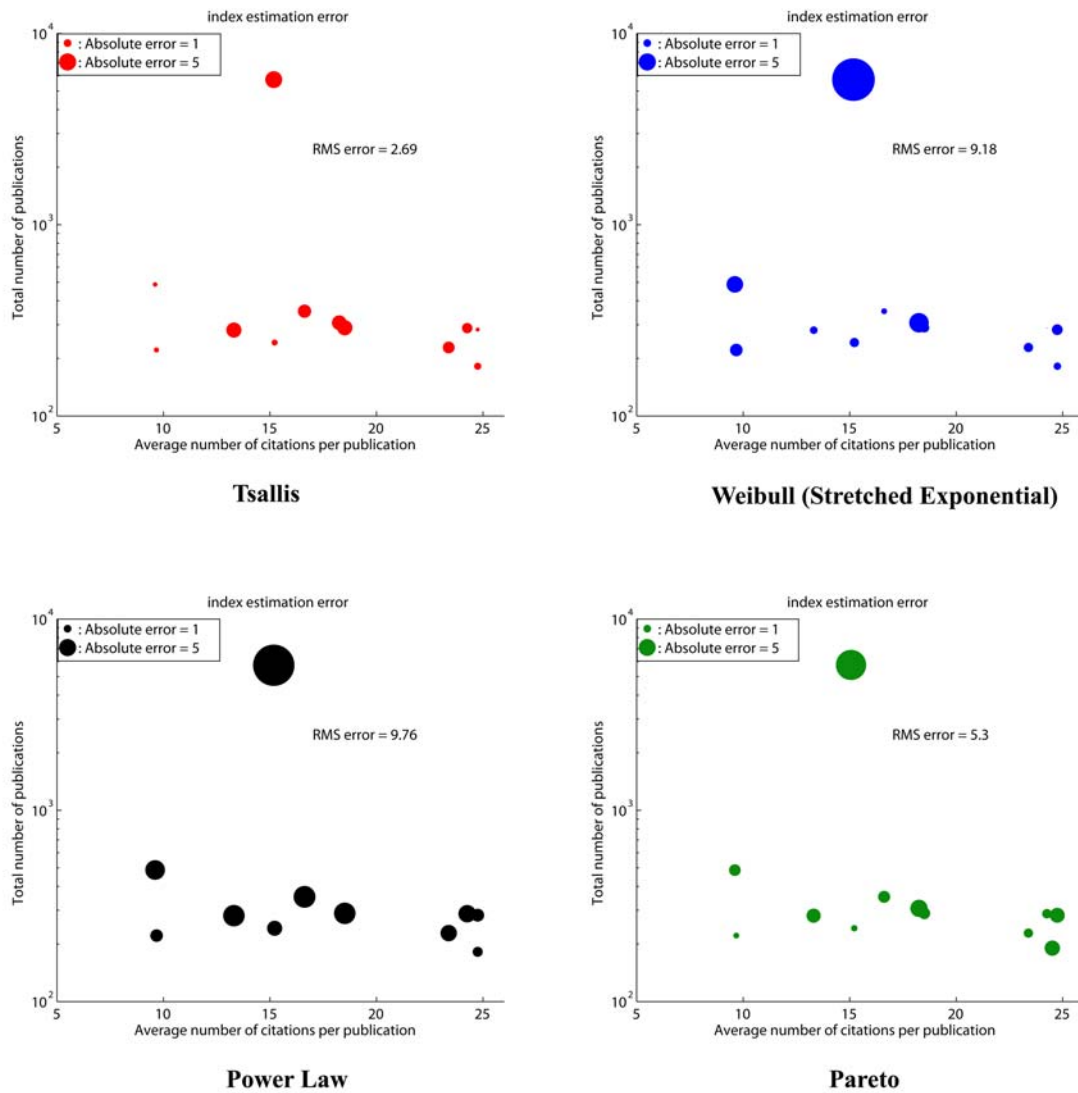 index estimation error
10^4
: Absolute error = 1
: Absolute error = 5
RMS error = 2.69
Total number of publications
10^3
10^2
5 10 15 20 25
Average number of citations per publication
Tsallis
index estimation error
10^4
: Absolute error = 1
: Absolute error = 5
RMS error = 9.18
Total number of publications
10^3
10^2
5 10 15 20 25
Average number of citations per publication
Weibull (Stretched Exponential)
index estimation error
10^4
: Absolute error = 1
: Absolute error = 5
RMS error = 9.76
Total number of publications
10^3
10^2
5 10 15 20 25
Average number of citations per publication
Power Law
index estimation error
10^4
: Absolute error = 1
: Absolute error = 5
RMS error = 5.3
Total number of publications
10^3
10^2
5 10 15 20 25
Average number of citations per publication
Pareto